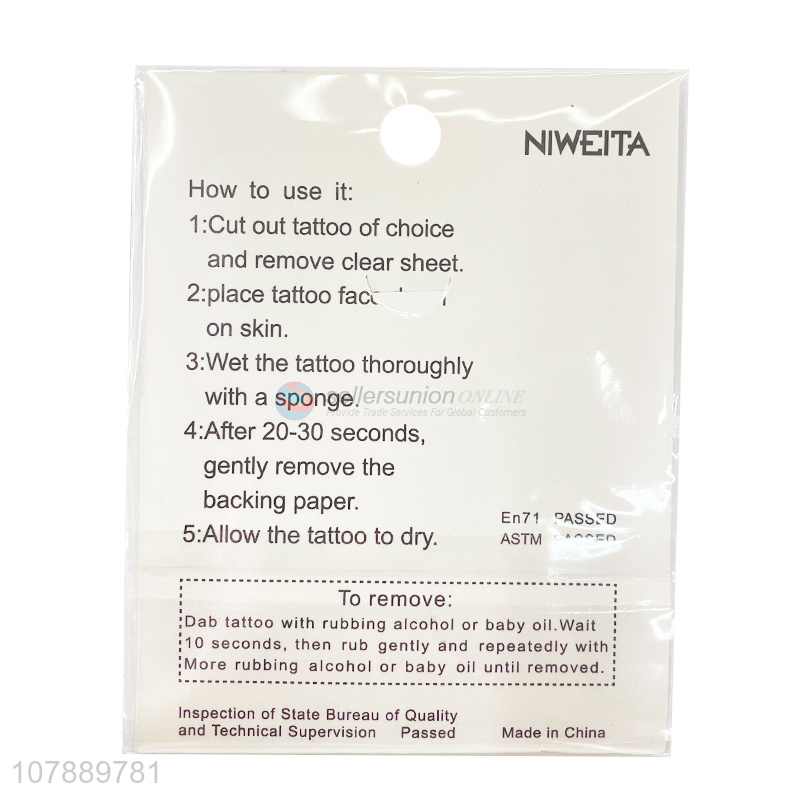 NIWEITA
How to use it:
1:Cut out tattoo of choice
and remove clear sheet.
2:place tattoo
on skin.
3:Wet the tattoo thoroughly
with a sponge.
sellersunion ONLINE
Provide Trade Services For Global Customers
4:After 20-30 seconds,
gently remove the
backing paper.
5:Allow the tattoo to dry.
En71 PASSED
ASTM PASSED
To remove:
Dab tattoo with rubbing alcohol or baby oil.Wait
10 seconds, then rub gently and repeatedly with
More rubbing alcohol or baby oil until removed.
Inspection of State Bureau of Quality
and Technical Supervision Passed
Made in China
107889781